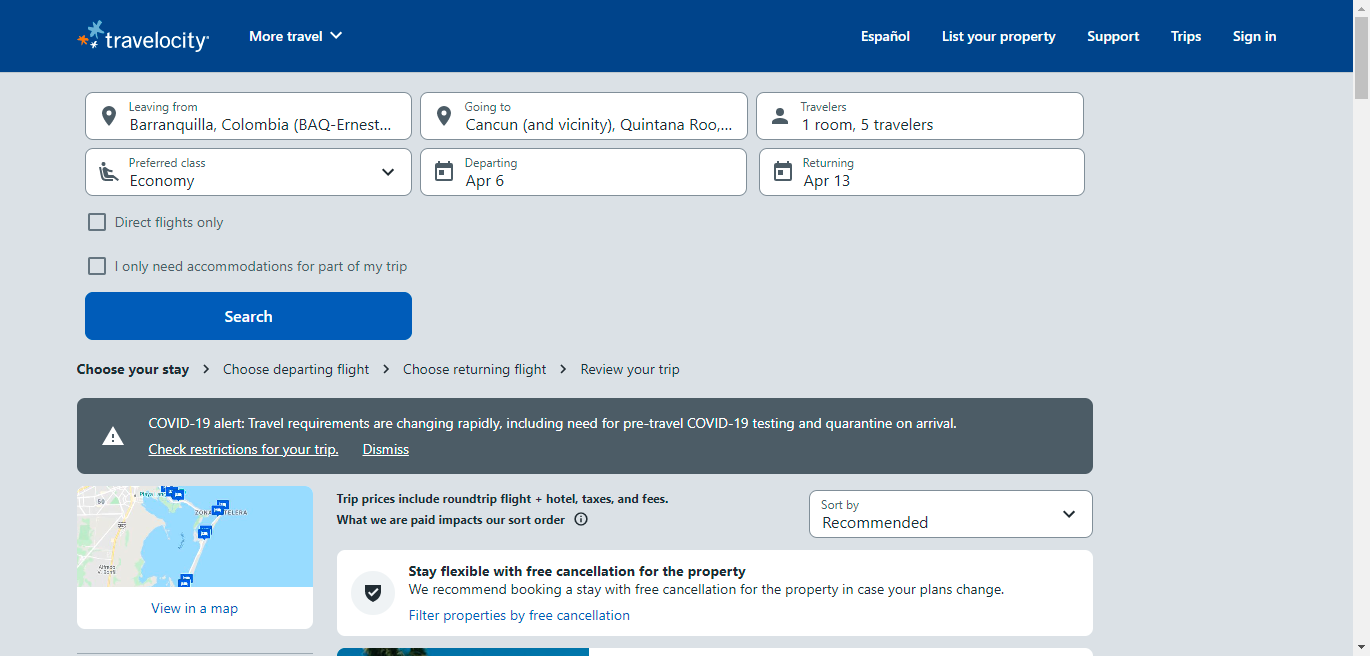 travelocity
More travel
Español
List your property
Support
Trips
Sign in
Leaving from
Barranquilla, Colombia (BAQ-Ernest...
Going to
Cancun (and vicinity), Quintana Roo,...
Travelers
1 room, 5 travelers
Preferred class
Economy
Departing
Apr 6
Returning
Apr 13
Direct flights only
I only need accommodations for part of my trip
Search
Choose your stay
Choose departing flight
Choose returning flight
Review your trip
COVID-19 alert: Travel requirements are changing rapidly, including need for pre-travel COVID-19 testing and quarantine on arrival.
Check restrictions for your trip.
Dismiss
View in a map
Trip prices include roundtrip flight + hotel, taxes, and fees.
What we are paid impacts our sort order
Sort by
Recommended
Stay flexible with free cancellation for the property
We recommend booking a stay with free cancellation for the property in case your plans change.
Filter properties by free cancellation